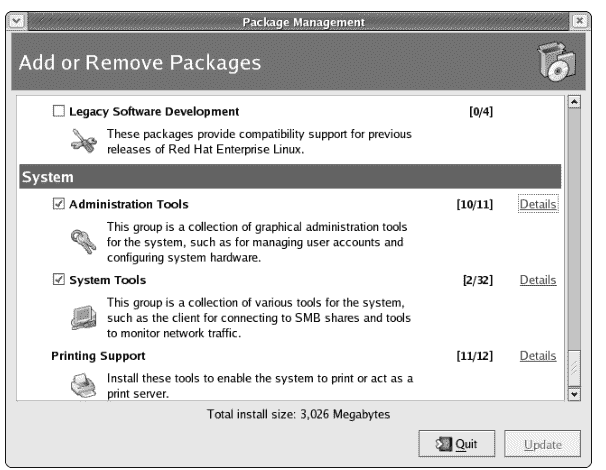 Package Management
Add or Remove Packages
Legacy Software Development [0/4]
These packages provide compatibility support for previous
releases of Red Hat Enterprise Linux.
System
Administration Tools [10/11] Details
This group is a collection of graphical administration tools
for the system, such as for managing user accounts and
configuring system hardware.
System Tools [2/32] Details
This group is a collection of various tools for the system,
such as the client for connecting to SMB shares and tools
to monitor network traffic.
Printing Support [11/12] Details
Install these tools to enable the system to print or act as a
print server.
Total install size: 3,026 Megabytes
Quit Update